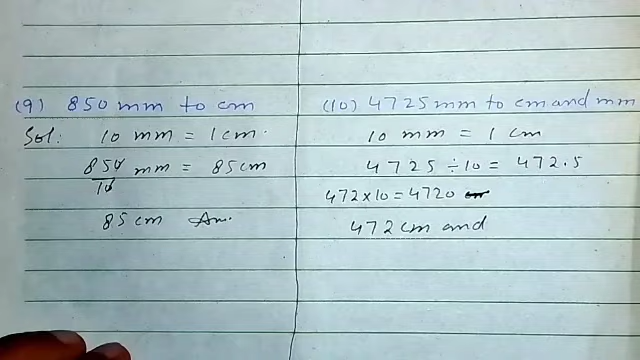 (9) 850 mm to cm
Sol: 10 mm = 1 cm.
850/10 mm = 85 cm
85 cm Ans.
(10) 4725 mm to cm and mm
10 mm = 1 cm
4725 ÷ 10 = 472.5
472 x 10 = 4720
472 cm and